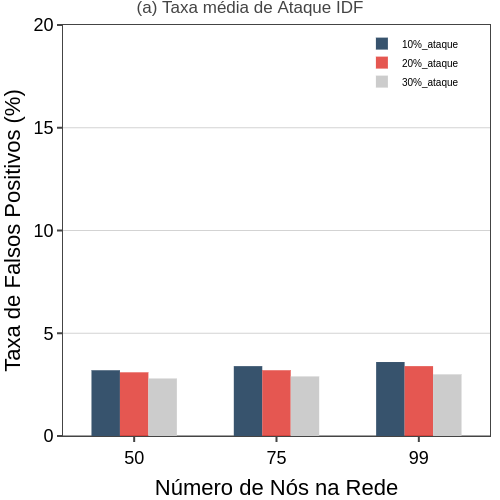 (a) Taxa média de Ataque IDF
Taxa de Falsos Positivos (%)
20
15
10
5
0
10%_ataque
20%_ataque
30%_ataque
50
75
99
Número de Nós na Rede